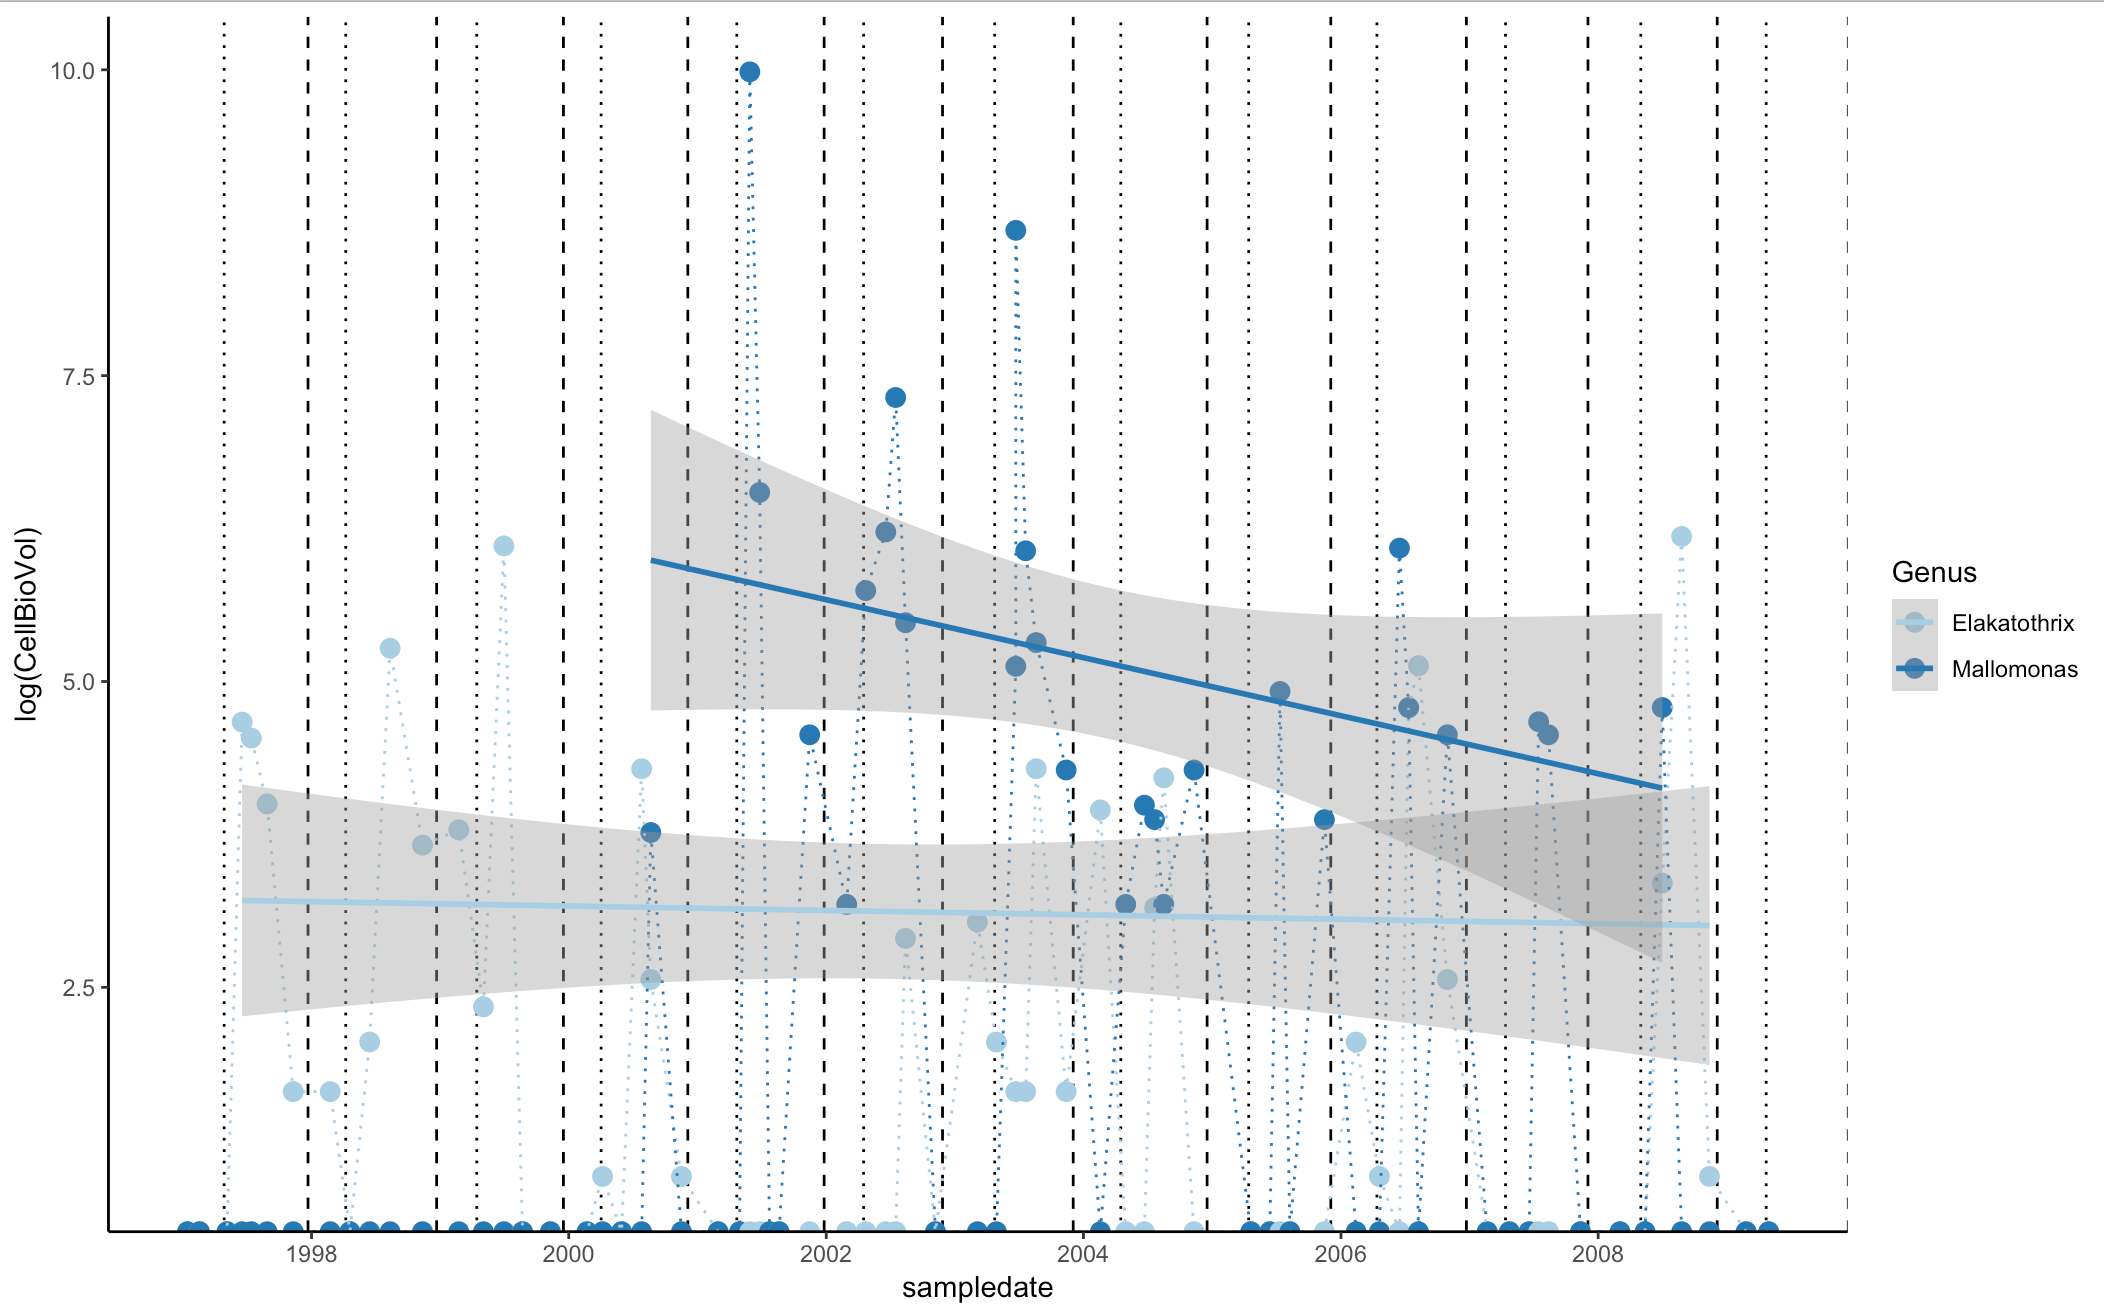 10.0
7.5
5.0
2.5
log(CellBioVol)
1998 2000 2002 2004 2006 2008
sampledate
Genus
Elakatothrix
Mallomonas